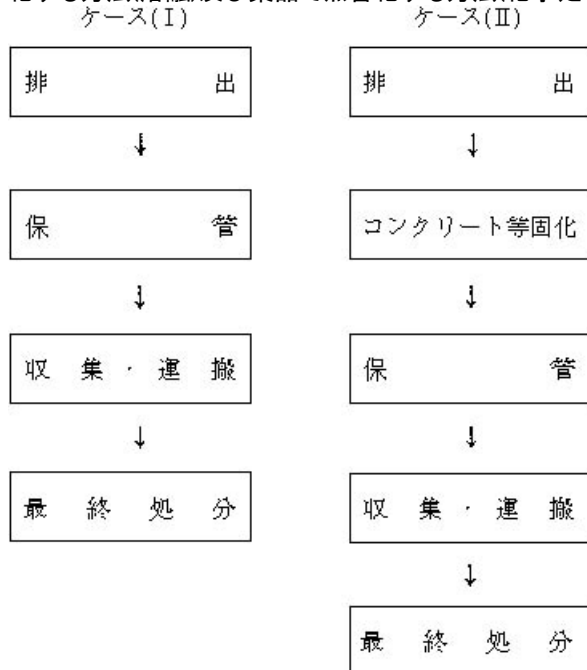 ケース(Ⅰ)
排出
↓
保管
↓
収集・運搬
↓
最終処分
ケース(Ⅱ)
排出
↓
コンクリート等固化
↓
保管
↓
収集・運搬
↓
最終処分